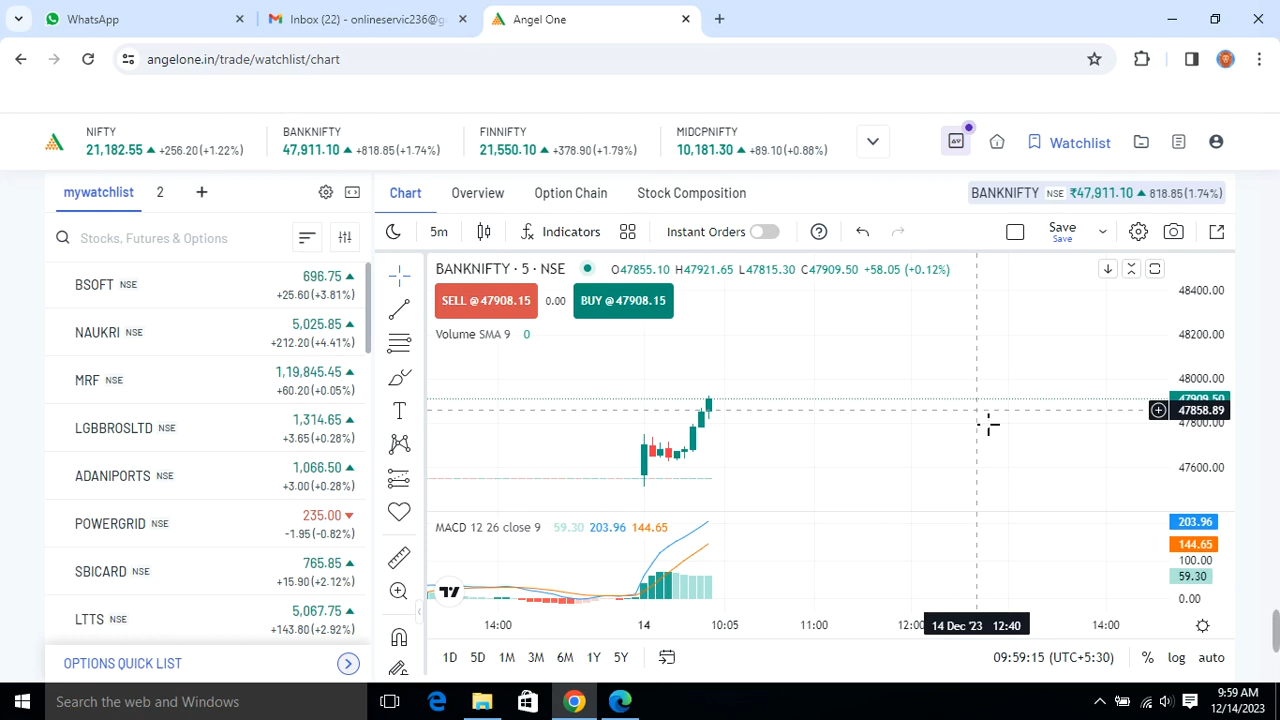 WhatsApp
Inbox (22) - onlineservic236@g
Angel One
angelone.in/trade/watchlist/chart
NIFTY
21,182.55 +256.20 (+1.22%)
BANKNIFTY
47,911.10 +818.85 (+1.74%)
FINNIFTY
21,550.10 +378.90 (+1.79%)
MIDCPNIFTY
10,181.30 +89.10 (+0.88%)
Watchlist
mywatchlist 2
Chart Overview Option Chain Stock Composition
BANKNIFTY NSE ₹47,911.10 818.85 (1.74%)
Stocks, Futures & Options
5m Indicators Instant Orders Save
Save
BSOFT NSE 696.75
+25.60 (+3.81%)
NAUKRI NSE 5,025.85
+212.20 (+4.41%)
MRF NSE 1,19,845.45
+60.20 (+0.05%)
LGBBROSLTD NSE 1,314.65
+3.65 (+0.28%)
ADANIPORTS NSE 1,066.50
+3.00 (+0.28%)
POWERGRID NSE 235.00
-1.95 (-0.82%)
SBICARD NSE 765.85
+15.90 (+2.12%)
LTTS NSE 5,067.75
+143.80 (+2.92%)
OPTIONS QUICK LIST
BANKNIFTY · 5 · NSE O47855.10 H47921.65 L47815.30 C47909.50 +58.05 (+0.12%)
SELL @ 47908.15 0.00 BUY @ 47908.15
Volume SMA 9 0
48400.00
48200.00
48000.00
47909.50
47858.89
47800.00
47600.00
MACD 12 26 close 9 59.30 203.96 144.65
203.96
144.65
100.00
59.30
0.00
14:00 14 10:05 11:00 12:00 14 Dec '23 12:40 14:00
1D 5D 1M 3M 6M 1Y 5Y
09:59:15 (UTC+5:30) % log auto
Search the web and Windows
9:59 AM
12/14/2023